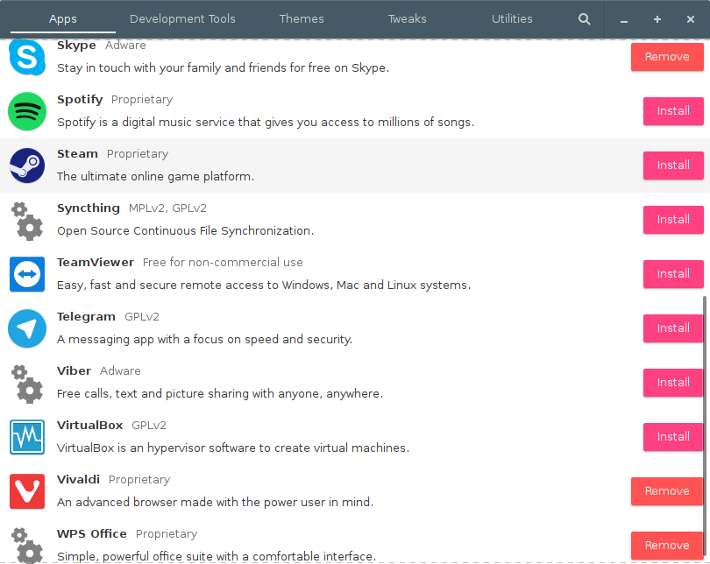 Apps Development Tools Themes Tweaks Utilities
Skype Adware
Stay in touch with your family and friends for free on Skype.
Remove
Spotify Proprietary
Spotify is a digital music service that gives you access to millions of songs.
Install
Steam Proprietary
The ultimate online game platform.
Install
Syncthing MPLv2, GPLv2
Open Source Continuous File Synchronization.
Install
TeamViewer Free for non-commercial use
Easy, fast and secure remote access to Windows, Mac and Linux systems.
Install
Telegram GPLv2
A messaging app with a focus on speed and security.
Install
Viber Adware
Free calls, text and picture sharing with anyone, anywhere.
Install
VirtualBox GPLv2
VirtualBox is an hypervisor software to create virtual machines.
Install
Vivaldi Proprietary
An advanced browser made with the power user in mind.
Remove
WPS Office Proprietary
Simple, powerful office suite with a comfortable interface.
Remove